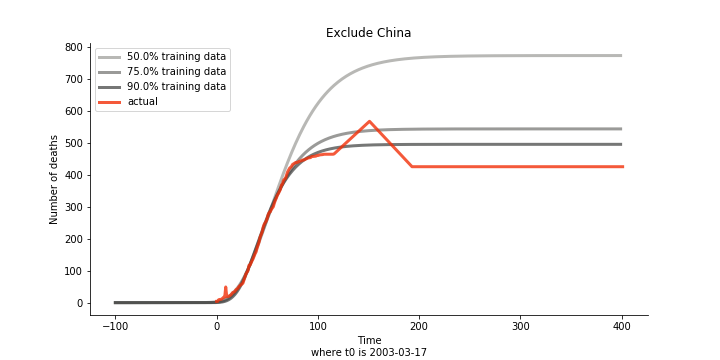 Exclude China
50.0% training data
75.0% training data
90.0% training data
actual
Number of deaths
800
700
600
500
400
300
200
100
0
−100
0
100
200
300
400
Time
where t0 is 2003-03-17